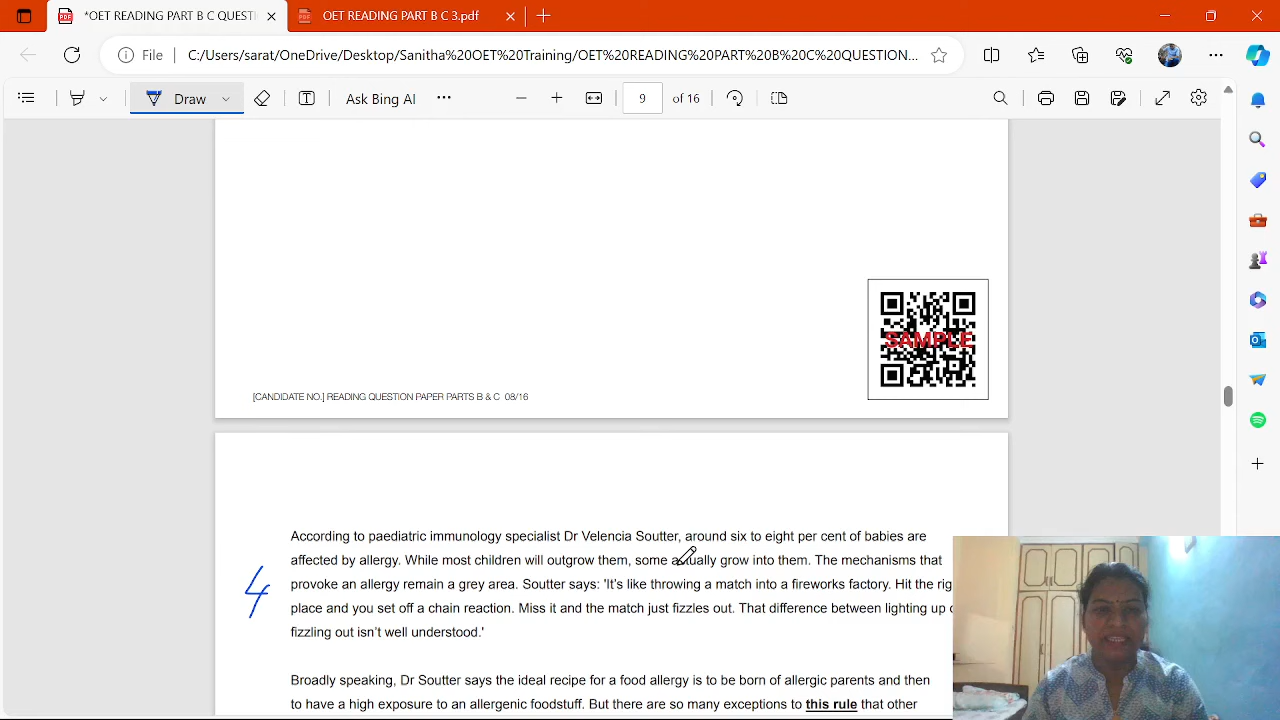 *OET READING PART B C QUESTI
OET READING PART B C 3.pdf
File
C:/Users/sarat/OneDrive/Desktop/Sanitha%20OET%20Training/OET%20READING%20PART%20B%20C%20QUESTION...
Draw
Ask Bing AI
9 of 16
SAMPLE
[CANDIDATE NO.] READING QUESTION PAPER PARTS B & C 08/16
According to paediatric immunology specialist Dr Velencia Soutter, around six to eight per cent of babies are
affected by allergy. While most children will outgrow them, some actually grow into them. The mechanisms that
4
provoke an allergy remain a grey area. Soutter says: 'It's like throwing a match into a fireworks factory. Hit the
place and you set off a chain reaction. Miss it and the match just fizzles out. That difference between lighting up
fizzling out isn't well understood.'
Broadly speaking, Dr Soutter says the ideal recipe for a food allergy is to be born of allergic parents and then
to have a high exposure to an allergenic foodstuff. But there are so many exceptions to this rule that other